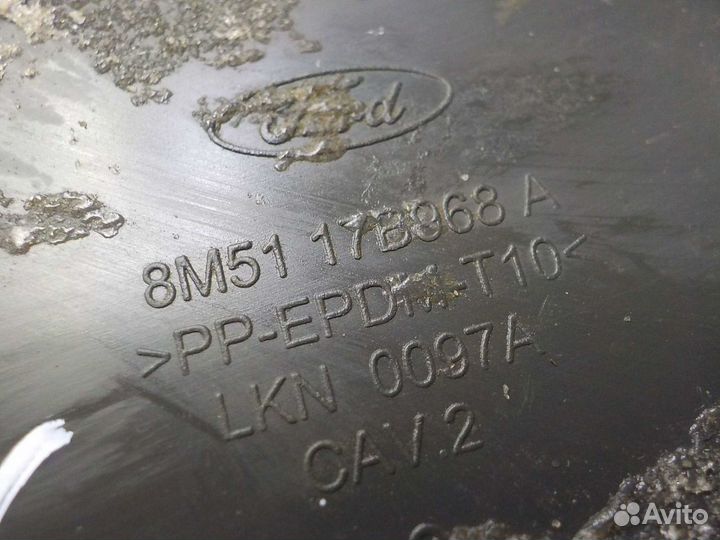 Ford
8M51 17B968 A
>PP-EPDM-T10<
LKN 0097A
CAV.2
Avito